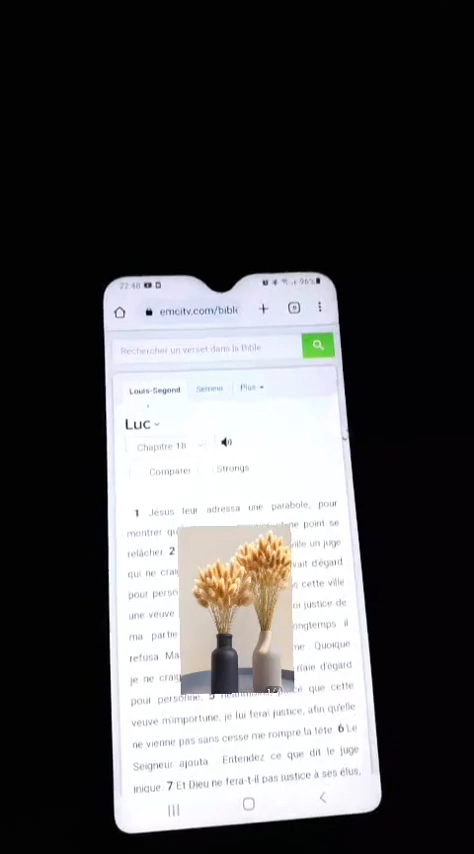 22:48
96%
emcitv.com/bibl
Rechercher un verset dans la Bible
Louis-Segond Semeur Plus
Luc
Chapitre 18
Comparer Strongs
1 Jésus leur adressa une parabole, pour
montrer qu' ne point se
relâcher. 2 ville un juge
qui ne crai vait d'égard
pour perso s cette ville
une veuve justice de
ma partie ongtemps il
refusa. Ma me : Quoique
je ne crai n'aie d'égard
pour personne, 5 néanmoins, ce que cette
veuve m'importune, je lui ferai justice, afin qu'elle
ne vienne pas sans cesse me rompre la tête. 6 Le
Seigneur ajouta : Entendez ce que dit le juge
inique. 7 Et Dieu ne fera-t-il pas justice à ses élus,